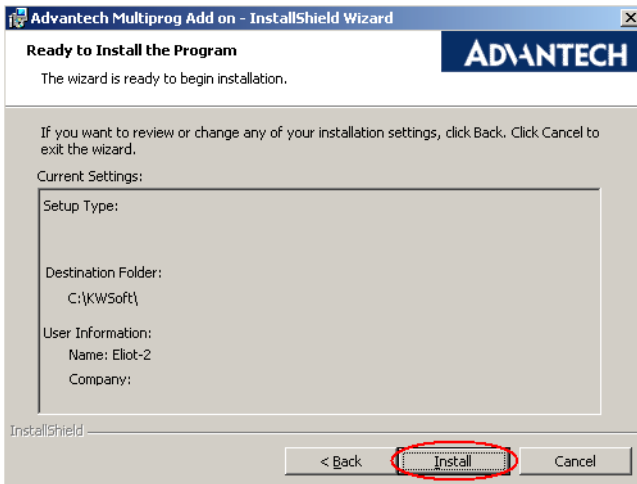 Advantech Multiprog Add on - InstallShield Wizard
Ready to Install the Program
ADVANTECH
The wizard is ready to begin installation.
If you want to review or change any of your installation settings, click Back. Click Cancel to
exit the wizard.
Current Settings:
Setup Type:
Destination Folder:
C:\KWSoft\
User Information:
Name: Eliot-2
Company:
InstallShield
< Back Install Cancel